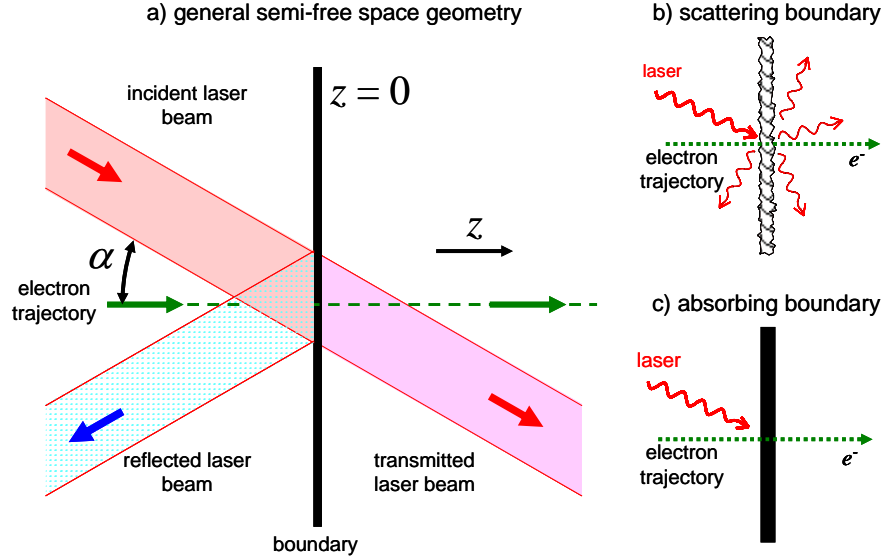 a) general semi-free space geometry
incident laser
beam
z = 0
α
z
electron
trajectory
reflected laser
beam
transmitted
laser beam
boundary
b) scattering boundary
laser
electron
trajectory
e-
c) absorbing boundary
laser
electron
trajectory
e-